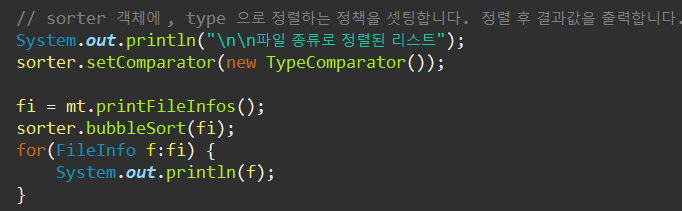 // sorter 객체에 , type 으로 정렬하는 정책을 셋팅합니다. 정렬 후 결과값을 출력합니다.
System.out.println("\n\n파일 종류로 정렬된 리스트");
sorter.setComparator(new TypeComparator());
fi = mt.printFileInfos();
sorter.bubbleSort(fi);
for(FileInfo f:fi) {
System.out.println(f);
}